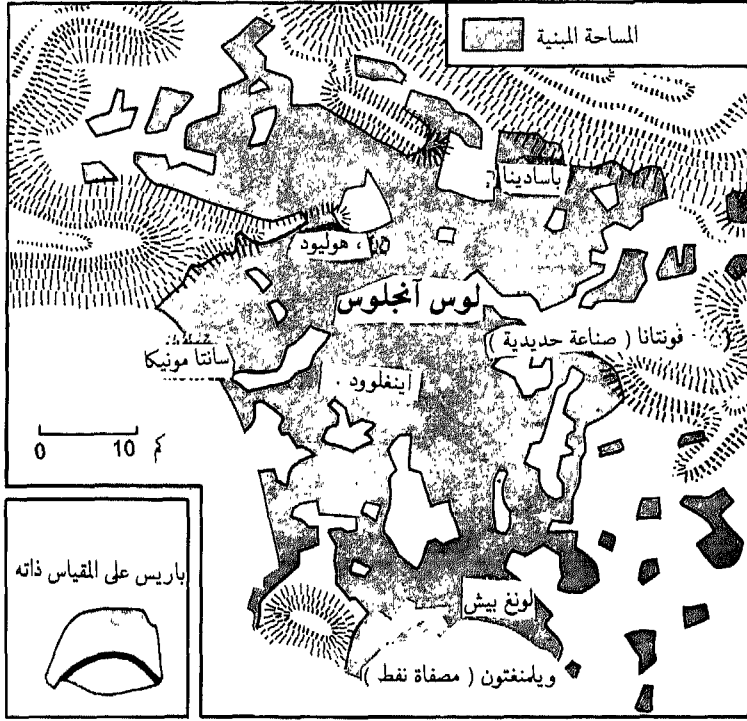 المساحة المبنية
باسادينا
هوليود
لوس آنجلوس
فونتانا ( صناعة حديدية )
سانتا مونيكا
اينغلوود .
0 10 كم
باريس على المقياس ذاته
لونغ بيش
ويلمنغتون ( مصفاة نفط )